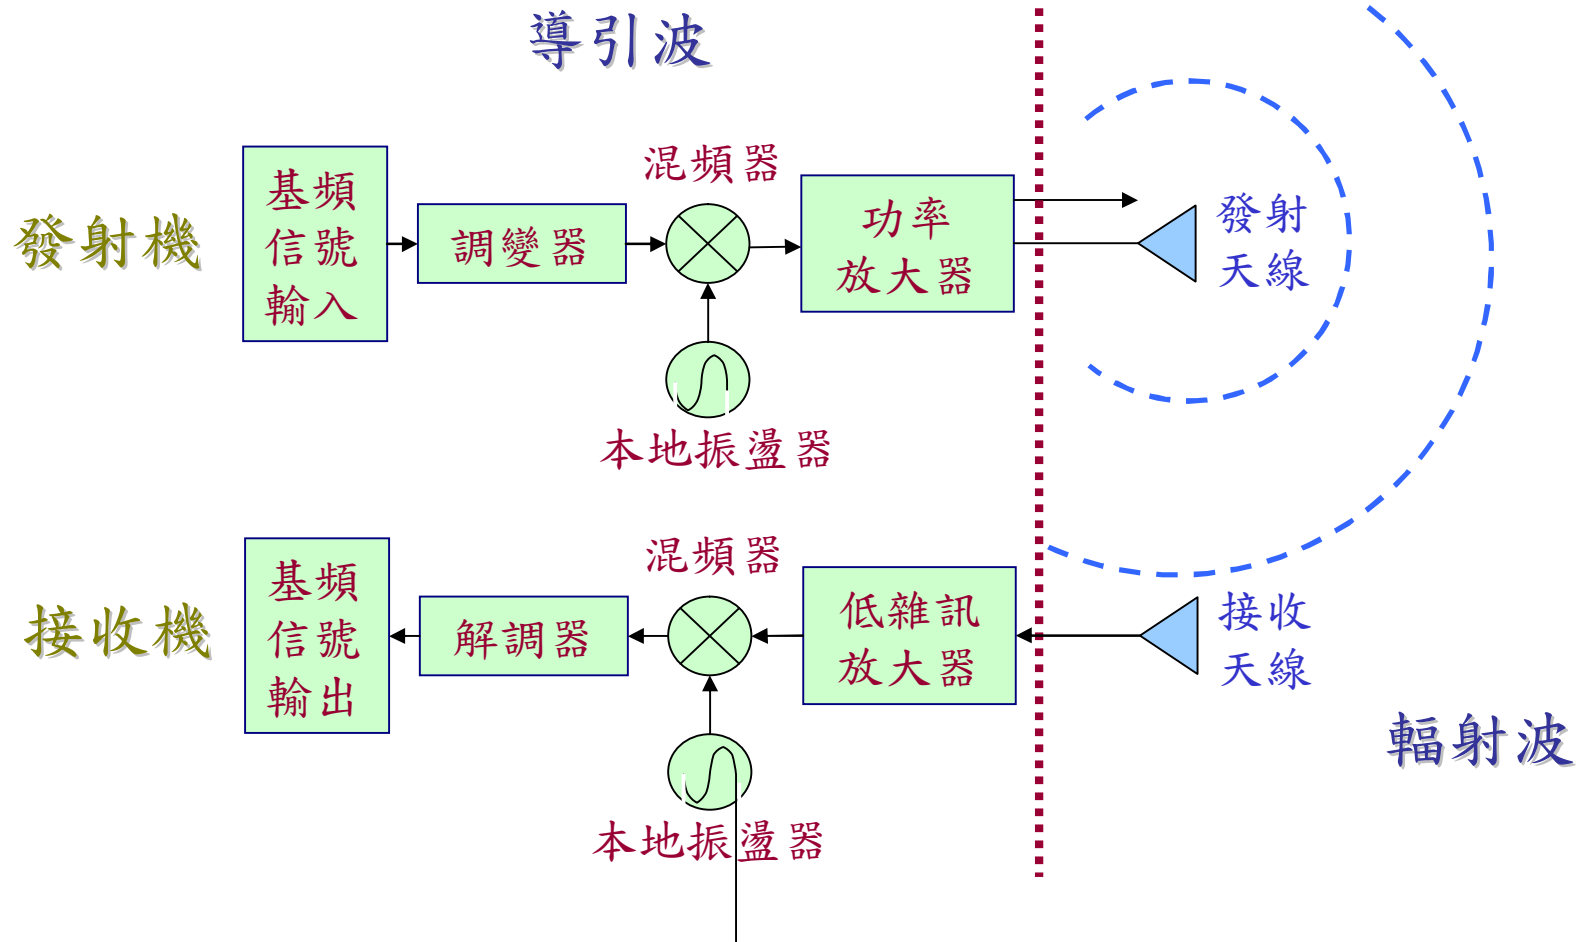 導引波
發射機
基頻
信號
輸入
調變器
混頻器
本地振盪器
功率
放大器
發射
天線
接收機
基頻
信號
輸出
解調器
混頻器
本地振盪器
低雜訊
放大器
接收
天線
輻射波